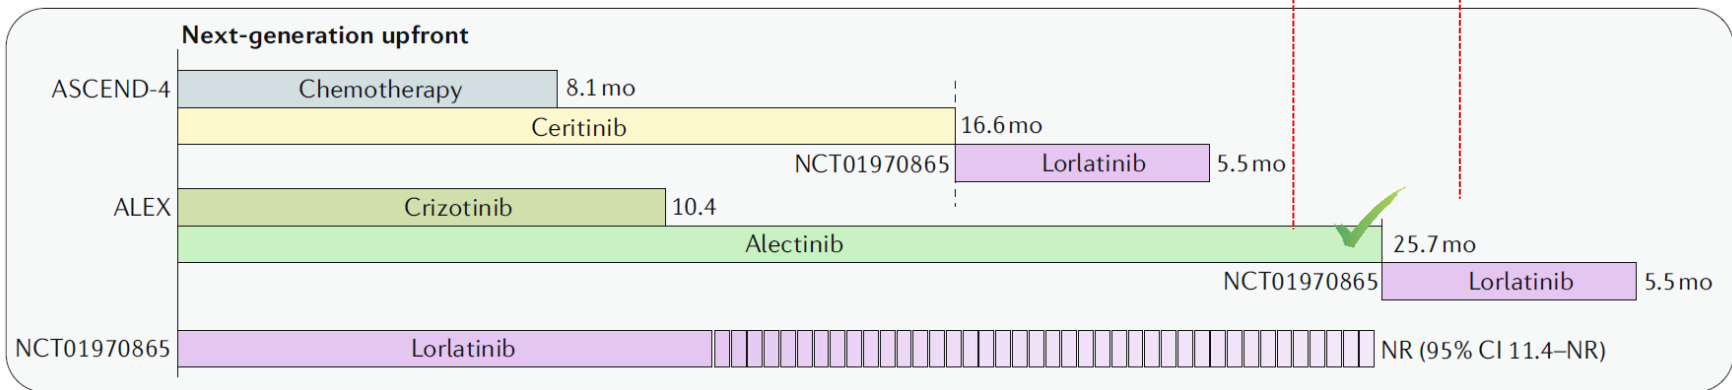 Next-generation upfront
ASCEND-4 Chemotherapy 8.1 mo
Ceritinib 16.6 mo
NCT01970865 Lorlatinib 5.5 mo
ALEX Crizotinib 10.4
Alectinib 25.7 mo
NCT01970865 Lorlatinib 5.5 mo
NCT01970865 Lorlatinib NR (95% CI 11.4–NR)